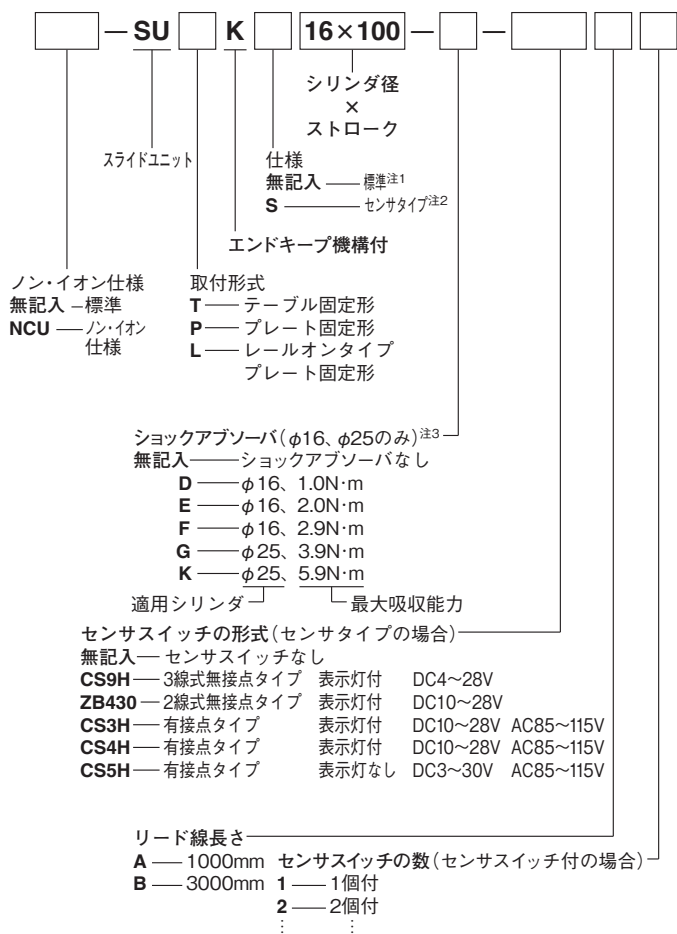 — SU K 16×100 — —
シリンダ径
×
ストローク
スライドユニット
仕様
無記入 —— 標準注1
S —— センサタイプ注2
エンドキープ機構付
ノン・イオン仕様
無記入 – 標準
NCU —— ノン・イオン
仕様
取付形式
T —— テーブル固定形
P —— プレート固定形
L —— レールオンタイプ
プレート固定形
ショックアブソーバ(φ16、φ25のみ)注3
無記入 —— ショックアブソーバなし
D —— φ16、1.0N·m
E —— φ16、2.0N·m
F —— φ16、2.9N·m
G —— φ25、3.9N·m
K —— φ25、5.9N·m
適用シリンダ 最大吸収能力
センサスイッチの形式(センサタイプの場合)
無記入 — センサスイッチなし
CS9H — 3線式無接点タイプ 表示灯付 DC4〜28V
ZB430 — 2線式無接点タイプ 表示灯付 DC10〜28V
CS3H — 有接点タイプ 表示灯付 DC10〜28V AC85〜115V
CS4H — 有接点タイプ 表示灯付 DC10〜28V AC85〜115V
CS5H — 有接点タイプ 表示灯なし DC3〜30V AC85〜115V
リード線長さ
A —— 1000mm
B —— 3000mm
センサスイッチの数(センサスイッチ付の場合)
1 —— 1個付
2 —— 2個付
⋮ ⋮